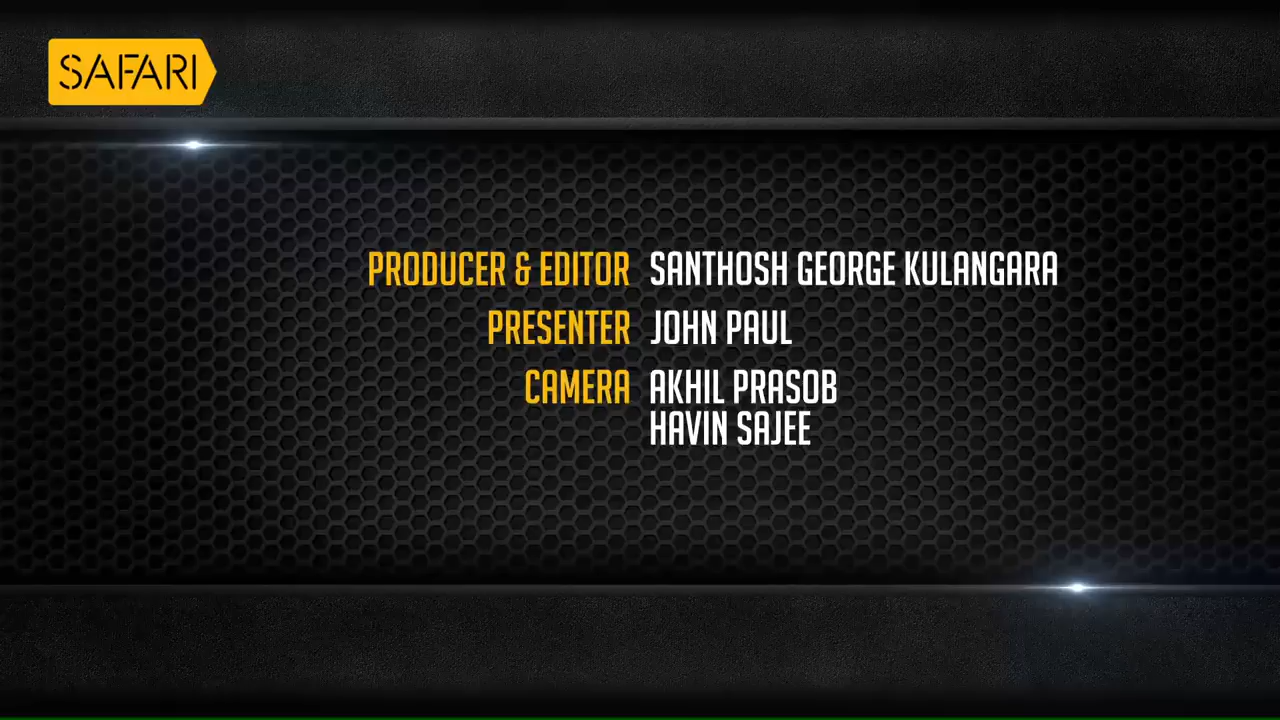 SAFARI
PRODUCER & EDITOR SANTHOSH GEORGE KULANGARA
PRESENTER JOHN PAUL
CAMERA AKHIL PRASOB
HAVIN SAJEE